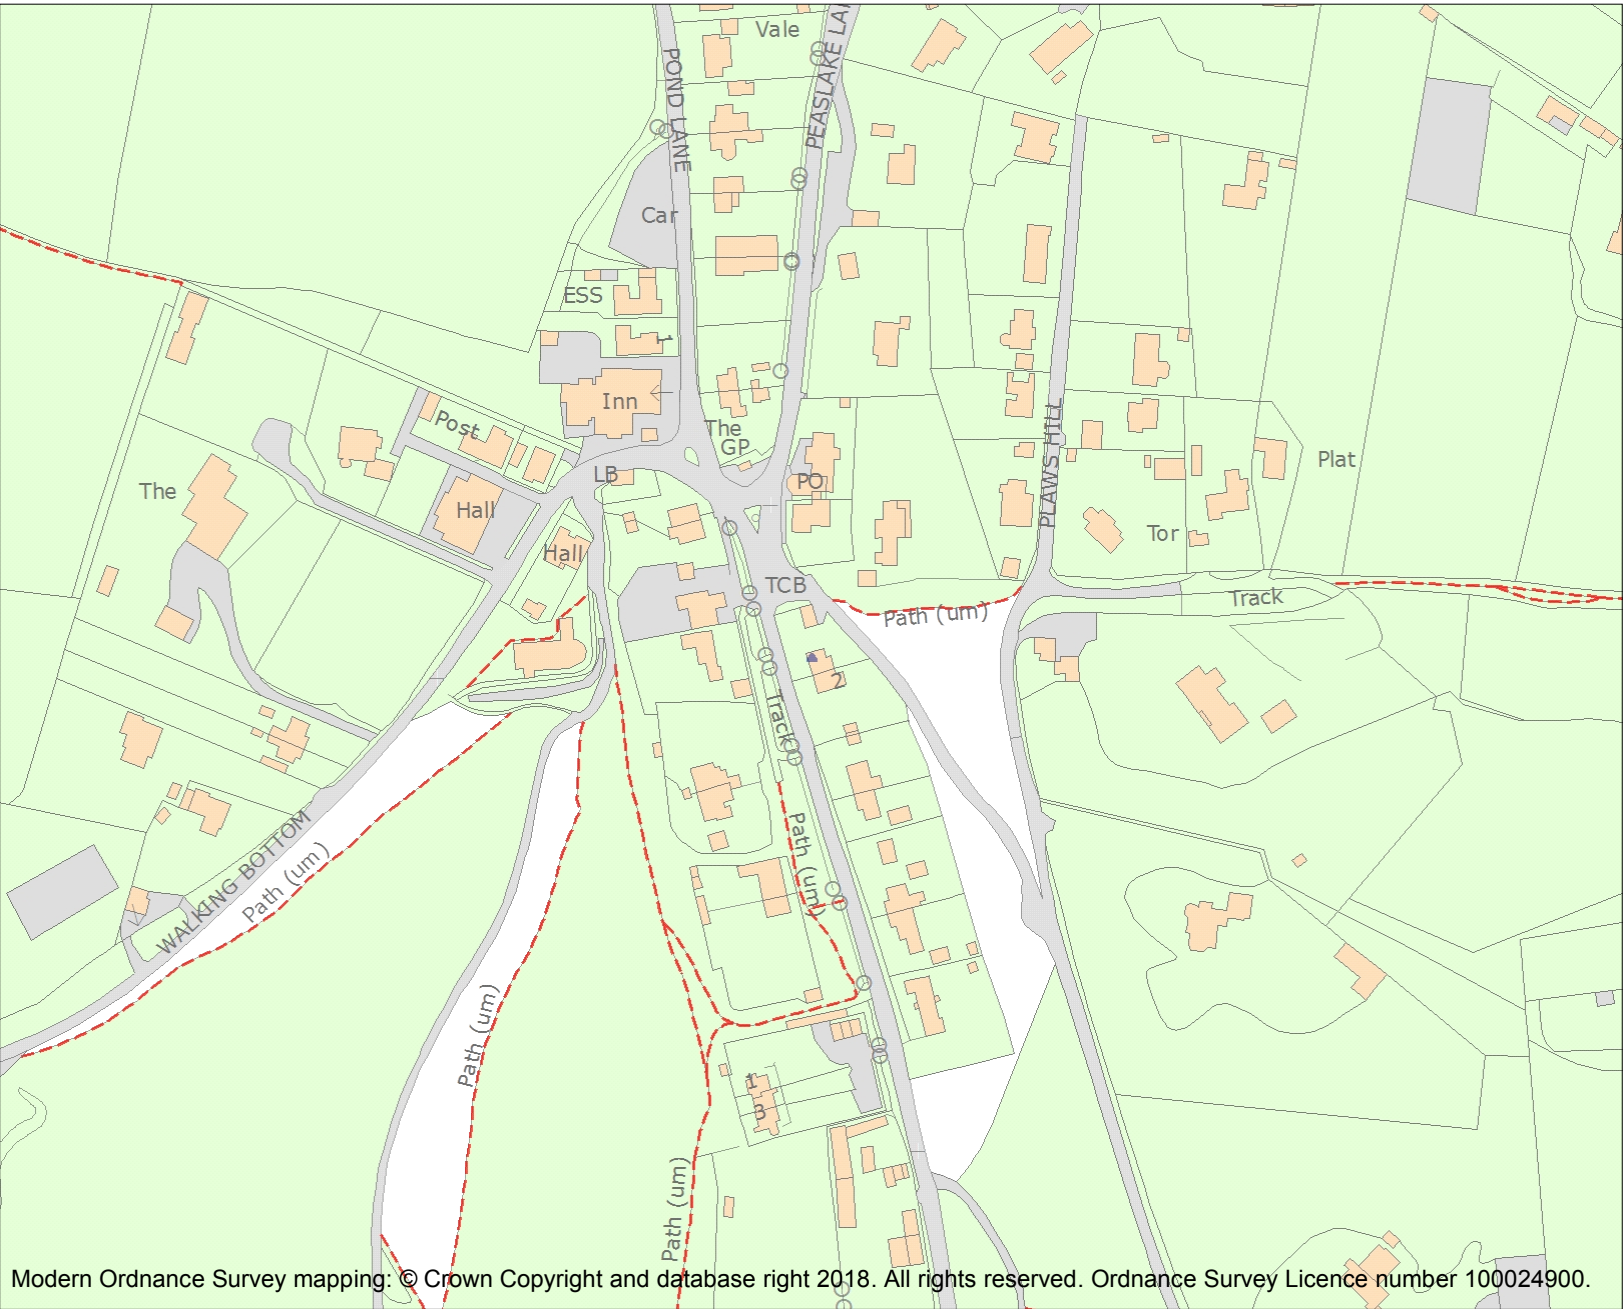 Vale
POND LANE
PEASLAKE LA
Car
ESS
1
Inn
Post
The
GP
LB
PO
The
Hall
Hall
PLAWS HILL
Plat
Tor
TCB
Path (um)
Track
2
Track
WALKING BOTTOM
Path (um)
Path (um)
Path (um)
1
3
Path (um)
Modern Ordnance Survey mapping: © Crown Copyright and database right 2018. All rights reserved. Ordnance Survey Licence number 100024900.